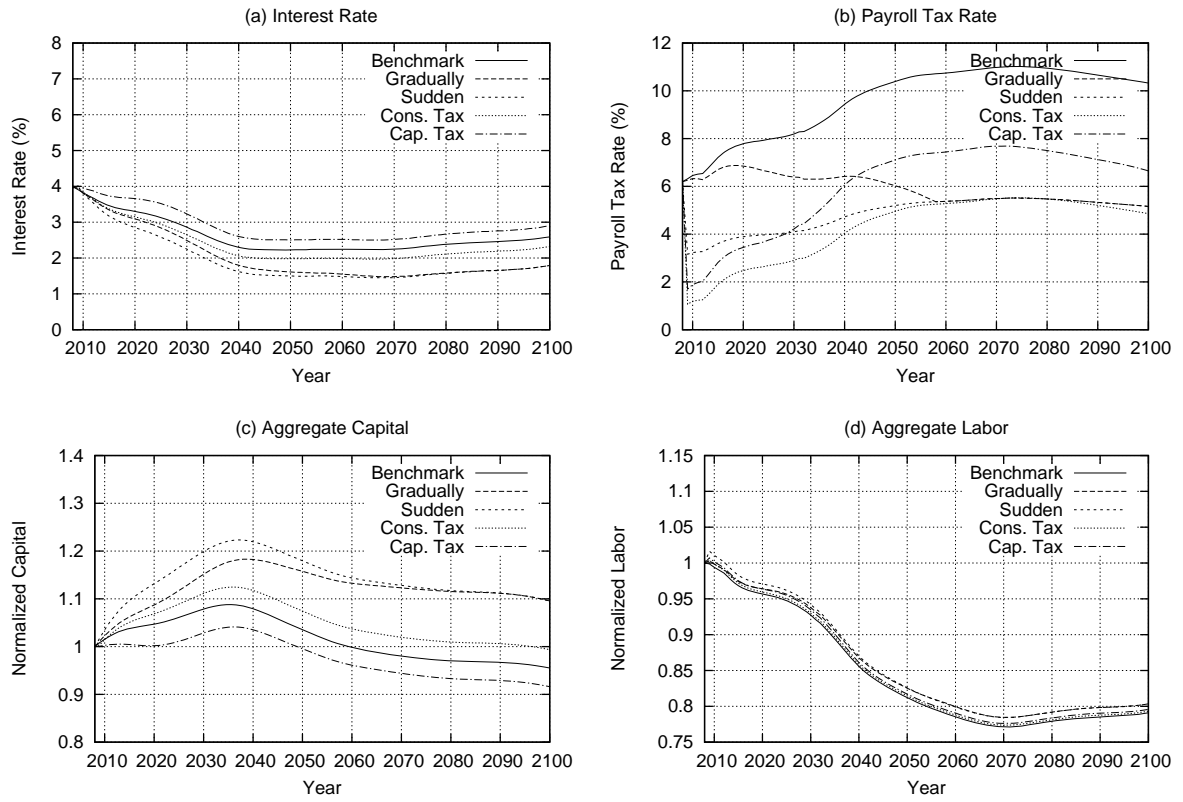 (a) Interest Rate
Interest Rate (%)
8
7
6
5
4
3
2
1
0
Benchmark
Gradually
Sudden
Cons. Tax
Cap. Tax
2010 2020 2030 2040 2050 2060 2070 2080 2090 2100
Year
(b) Payroll Tax Rate
Payroll Tax Rate (%)
12
10
8
6
4
2
0
Benchmark
Gradually
Sudden
Cons. Tax
Cap. Tax
2010 2020 2030 2040 2050 2060 2070 2080 2090 2100
Year
(c) Aggregate Capital
Normalized Capital
1.4
1.3
1.2
1.1
1
0.9
0.8
Benchmark
Gradually
Sudden
Cons. Tax
Cap. Tax
2010 2020 2030 2040 2050 2060 2070 2080 2090 2100
Year
(d) Aggregate Labor
Normalized Labor
1.15
1.1
1.05
1
0.95
0.9
0.85
0.8
0.75
Benchmark
Gradually
Sudden
Cons. Tax
Cap. Tax
2010 2020 2030 2040 2050 2060 2070 2080 2090 2100
Year